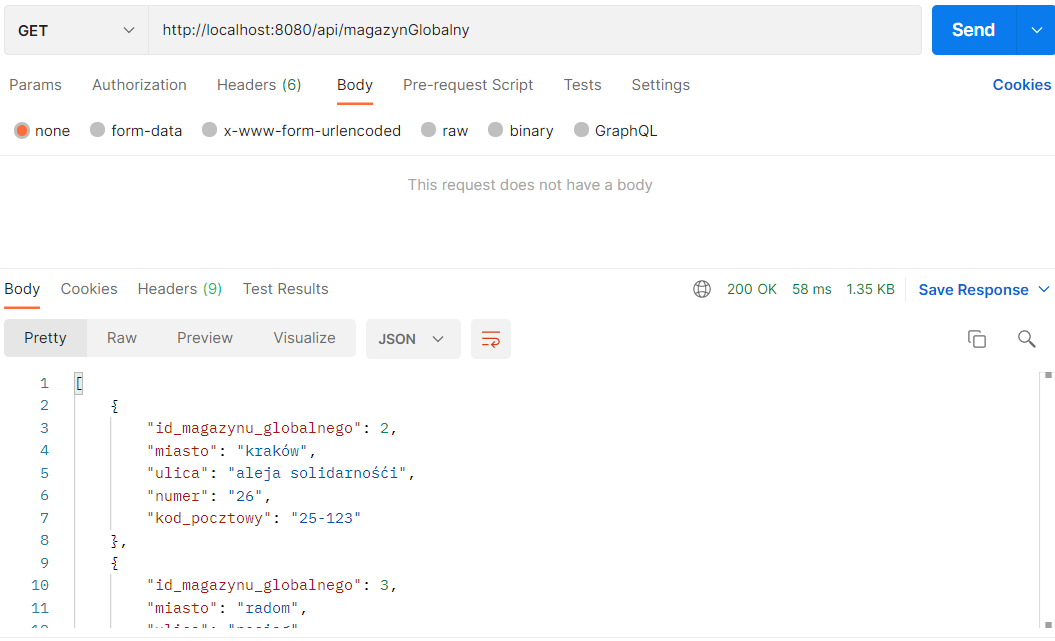 GET http://localhost:8080/api/magazynGlobalny Send
Params Authorization Headers (6) Body Pre-request Script Tests Settings Cookies
none form-data x-www-form-urlencoded raw binary GraphQL
This request does not have a body
Body Cookies Headers (9) Test Results 200 OK 58 ms 1.35 KB Save Response
Pretty Raw Preview Visualize JSON
1 [
2 {
3 "id_magazynu_globalnego": 2,
4 "miasto": "kraków",
5 "ulica": "aleja solidarnośći",
6 "numer": "26",
7 "kod_pocztowy": "25-123"
8 },
9 {
10 "id_magazynu_globalnego": 3,
11 "miasto": "radom",